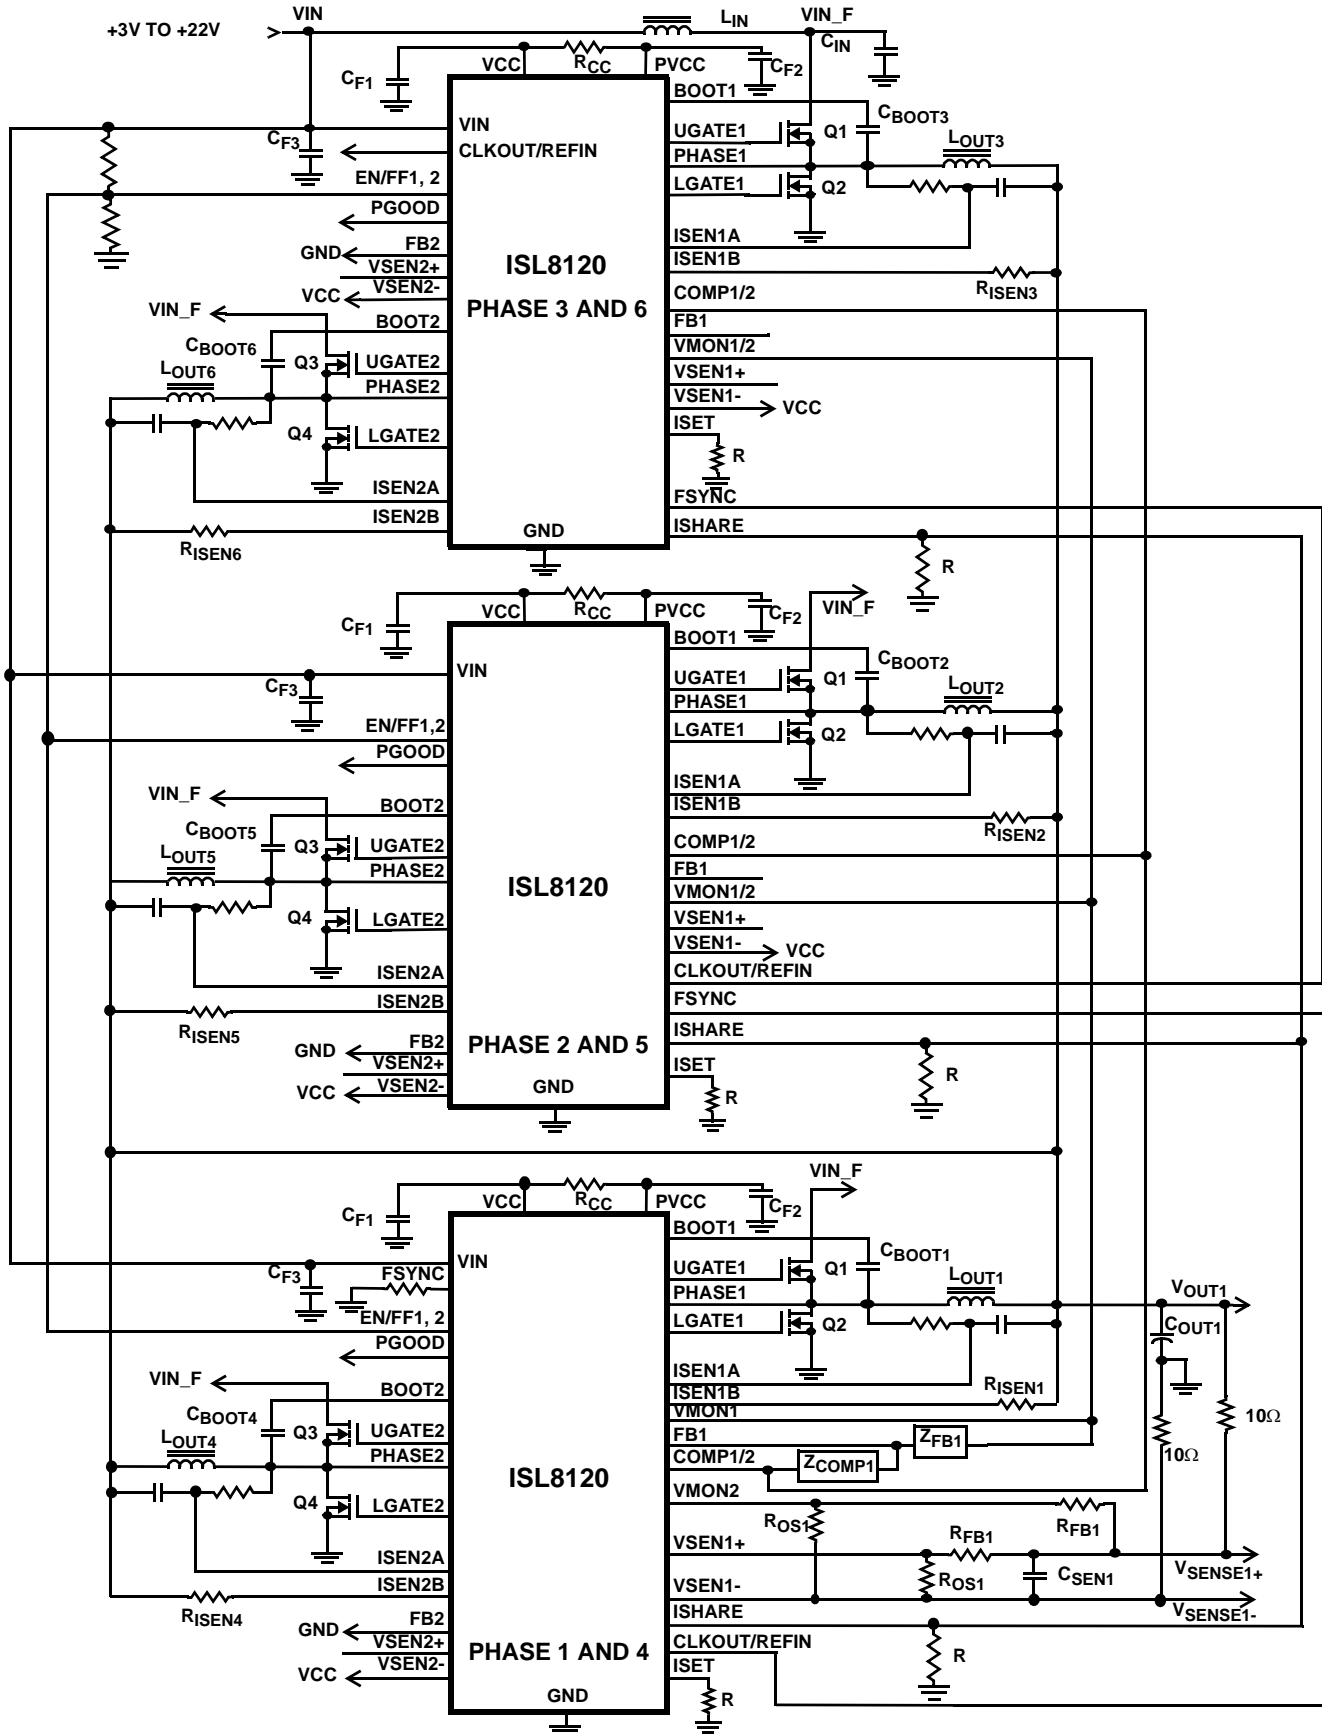 +3V TO +22V
VIN
LIN
VIN_F
CIN
CF1
VCC
RCC
PVCC
CF2
VIN
CF3
CLKOUT/REFIN
EN/FF1, 2
PGOOD
GND
FB2
VSEN2+
VCC
VSEN2-
VIN_F
BOOT2
CBOOT6
LOUT6
Q3
UGATE2
PHASE2
Q4
LGATE2
ISEN2A
ISEN2B
RISEN6
ISL8120
PHASE 3 AND 6
GND
BOOT1
CBOOT3
UGATE1
Q1
PHASE1
LOUT3
LGATE1
Q2
ISEN1A
ISEN1B
RISEN3
COMP1/2
FB1
VMON1/2
VSEN1+
VSEN1-
VCC
ISET
R
FSYNC
ISHARE
R
CF1
VCC
RCC
PVCC
CF2
VIN_F
VIN
CF3
EN/FF1,2
PGOOD
VIN_F
BOOT2
CBOOT5
LOUT5
Q3
UGATE2
PHASE2
Q4
LGATE2
ISEN2A
ISEN2B
RISEN5
GND
FB2
VSEN2+
VCC
VSEN2-
ISL8120
PHASE 2 AND 5
GND
BOOT1
CBOOT2
UGATE1
Q1
PHASE1
LOUT2
LGATE1
Q2
ISEN1A
ISEN1B
RISEN2
COMP1/2
FB1
VMON1/2
VSEN1+
VSEN1-
VCC
CLKOUT/REFIN
FSYNC
ISHARE
R
ISET
R
CF1
VCC
RCC
PVCC
CF2
VIN_F
VIN
CF3
FSYNC
EN/FF1, 2
PGOOD
VIN_F
BOOT2
CBOOT4
LOUT4
Q3
UGATE2
PHASE2
Q4
LGATE2
ISEN2A
ISEN2B
RISEN4
GND
FB2
VSEN2+
VCC
VSEN2-
ISL8120
PHASE 1 AND 4
GND
BOOT1
CBOOT1
UGATE1
Q1
PHASE1
LOUT1
VOUT1
LGATE1
Q2
COUT1
ISEN1A
ISEN1B
RISEN1
VMON1
FB1
ZFB1
10Ω
10Ω
COMP1/2
ZCOMP1
VMON2
ROS1
RFB1
VSEN1+
RFB1
VSENSE1+
ROS1
CSEN1
VSEN1-
VSENSE1-
ISHARE
R
CLKOUT/REFIN
ISET
R